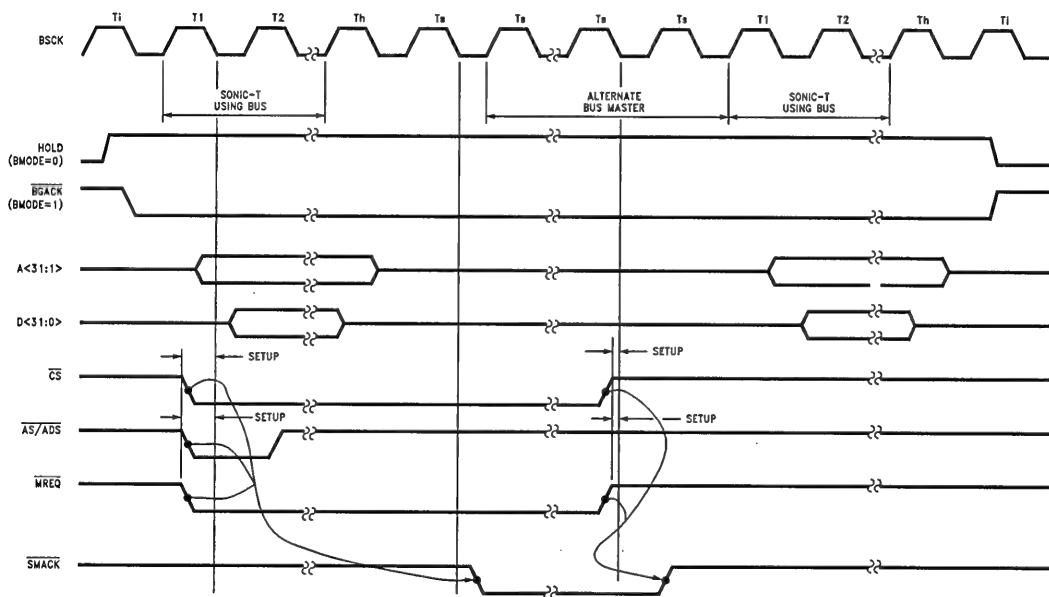 Ti T1 T2 Th Ts Ts Ts Ts T1 T2 Th Ti
BSCK
SONIC-T
USING BUS
ALTERNATE
BUS MASTER
SONIC-T
USING BUS
HOLD
(BMODE=0)
BGACK
(BMODE=1)
A<31:1>
D<31:0>
SETUP
SETUP
CS
SETUP
SETUP
AS/ADS
MREQ
SMACK